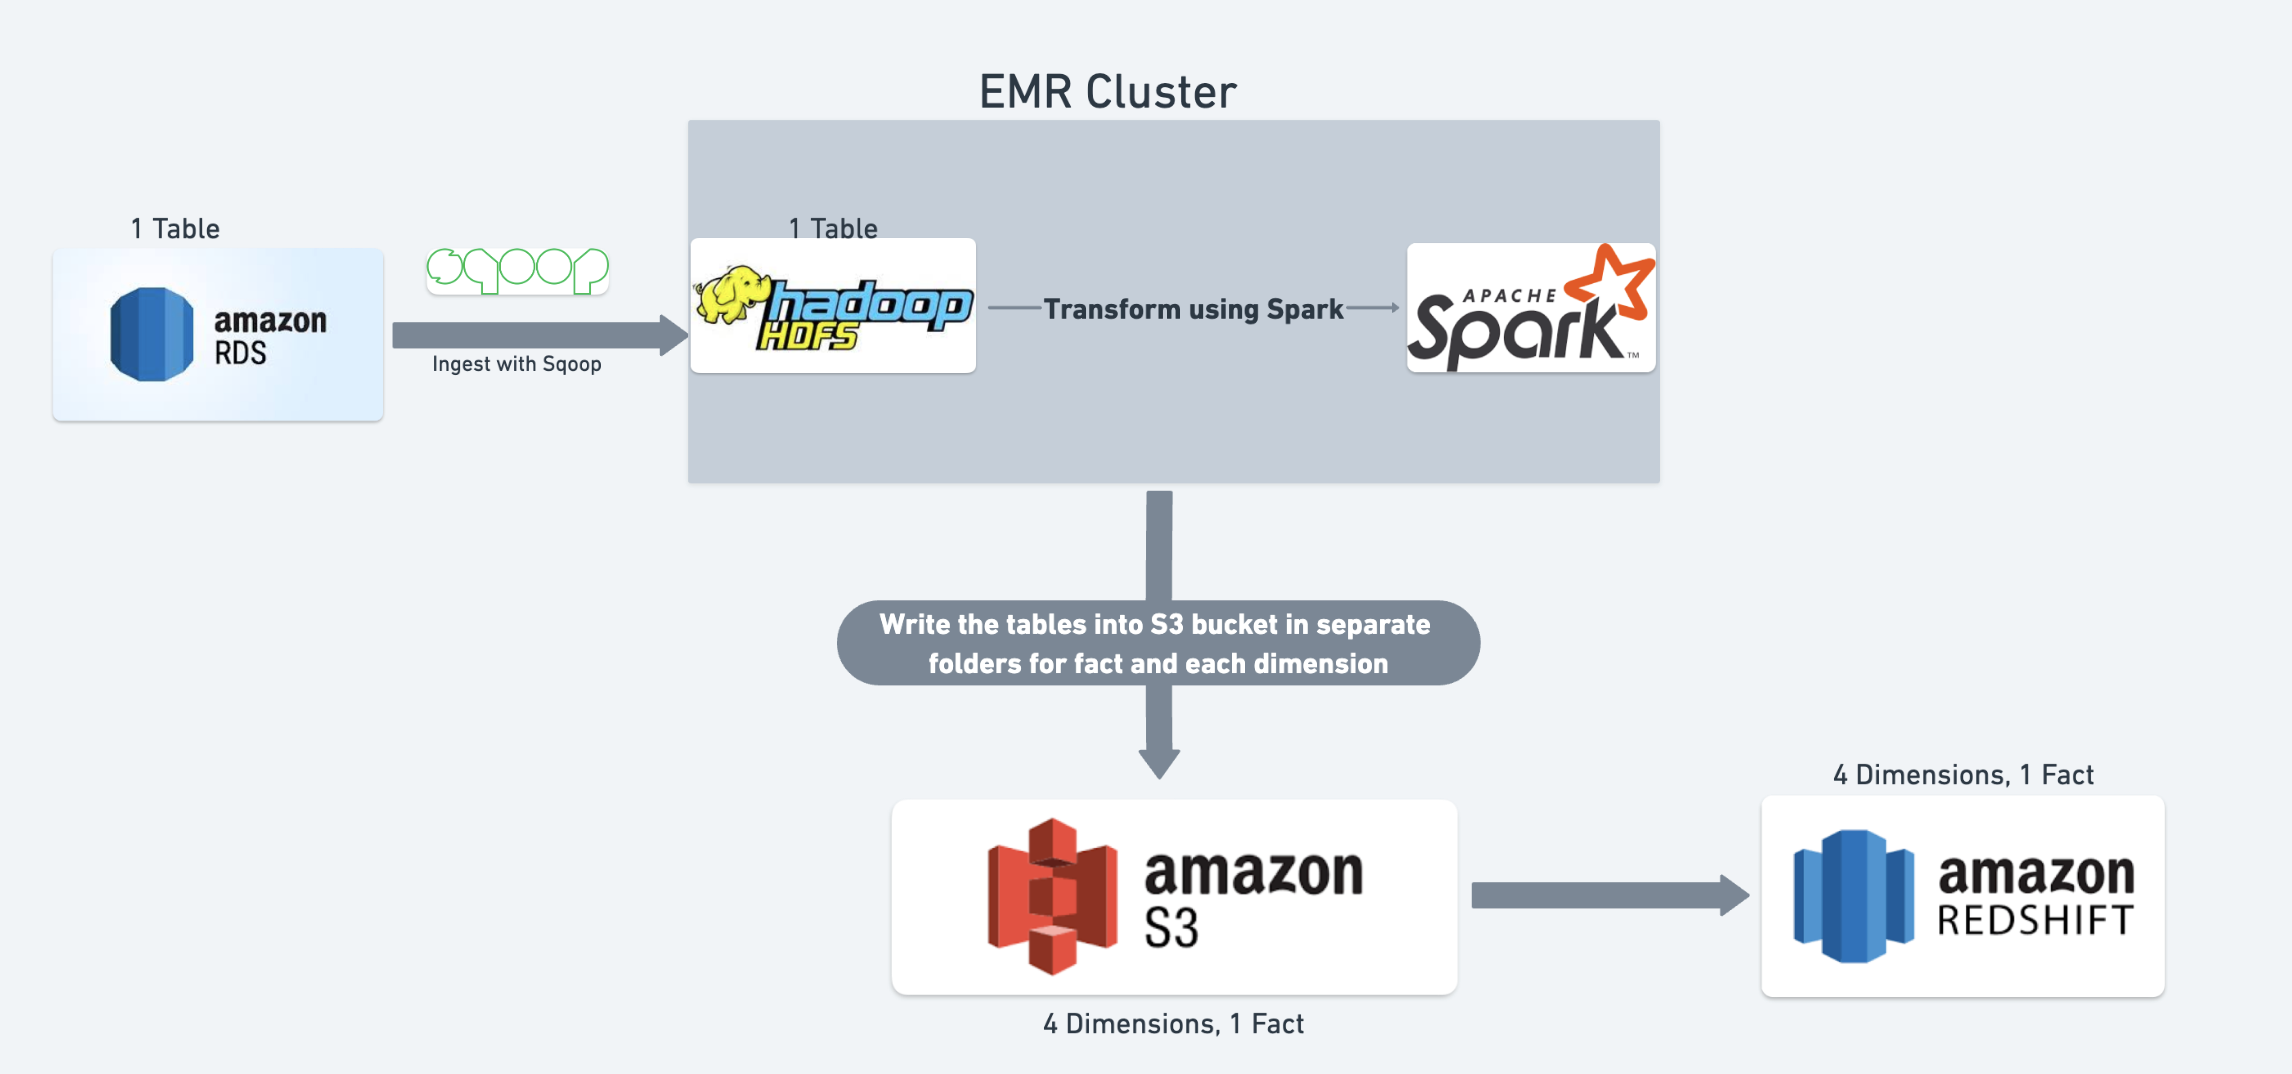 EMR Cluster
1 Table
1 Table
amazon
RDS
sqoop
Ingest with Sqoop
hadoop
HDFS
Transform using Spark
APACHE
Spark™
Write the tables into S3 bucket in separate
folders for fact and each dimension
4 Dimensions, 1 Fact
amazon
S3
amazon
REDSHIFT
4 Dimensions, 1 Fact